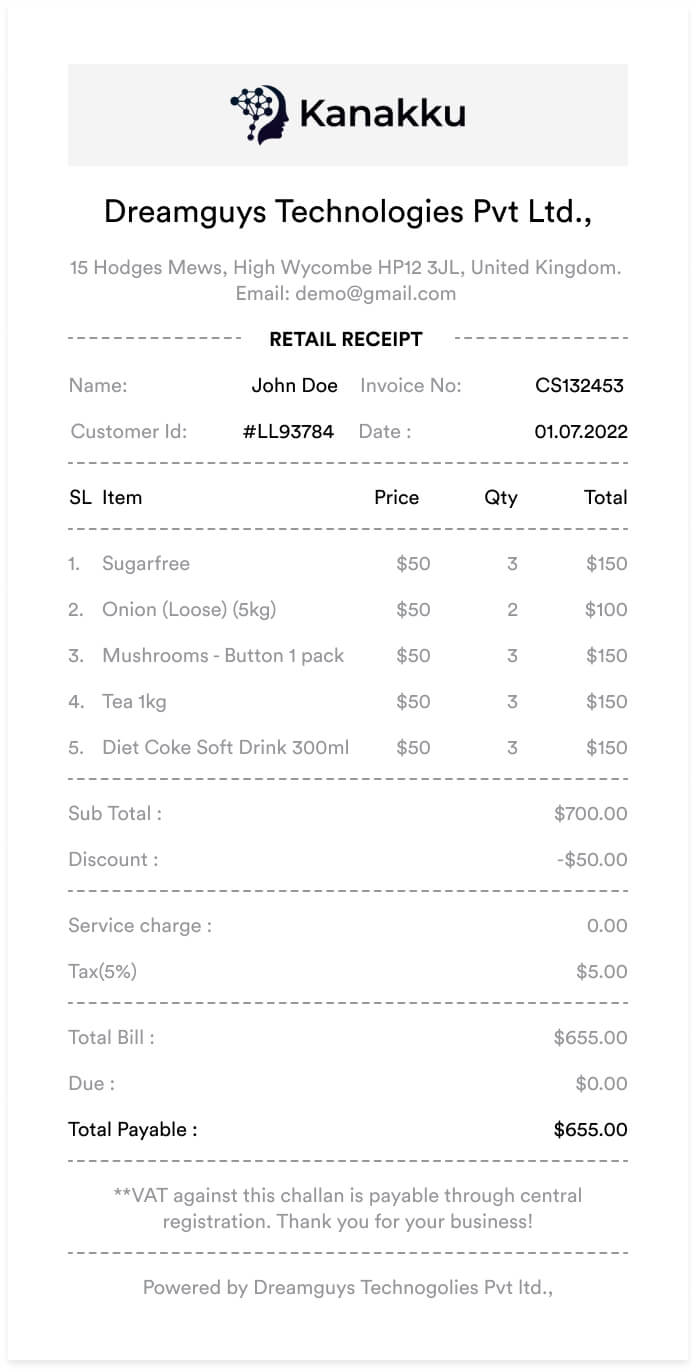 Kanakku
Dreamguys Technologies Pvt Ltd.,
15 Hodges Mews, High Wycombe HP12 3JL, United Kingdom.
Email: demo@gmail.com
RETAIL RECEIPT
Name: John Doe Invoice No: CS132453
Customer Id: #LL93784 Date : 01.07.2022
SL Item Price Qty Total
1. Sugarfree $50 3 $150
2. Onion (Loose) (5kg) $50 2 $100
3. Mushrooms - Button 1 pack $50 3 $150
4. Tea 1kg $50 3 $150
5. Diet Coke Soft Drink 300ml $50 3 $150
Sub Total : $700.00
Discount : -$50.00
Service charge : 0.00
Tax(5%) $5.00
Total Bill : $655.00
Due : $0.00
Total Payable : $655.00
**VAT against this challan is payable through central
registration. Thank you for your business!
Powered by Dreamguys Technogolies Pvt ltd.,